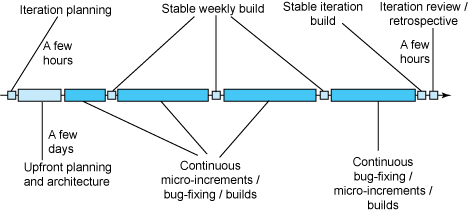 Iteration planning
A few
hours
Stable weekly build
Stable iteration
build
Iteration review /
retrospective
A few
hours
A few
days
Upfront planning
and architecture
Continuous
micro-increments /
bug-fixing / builds
Continuous
bug-fixing /
micro-increments /
builds